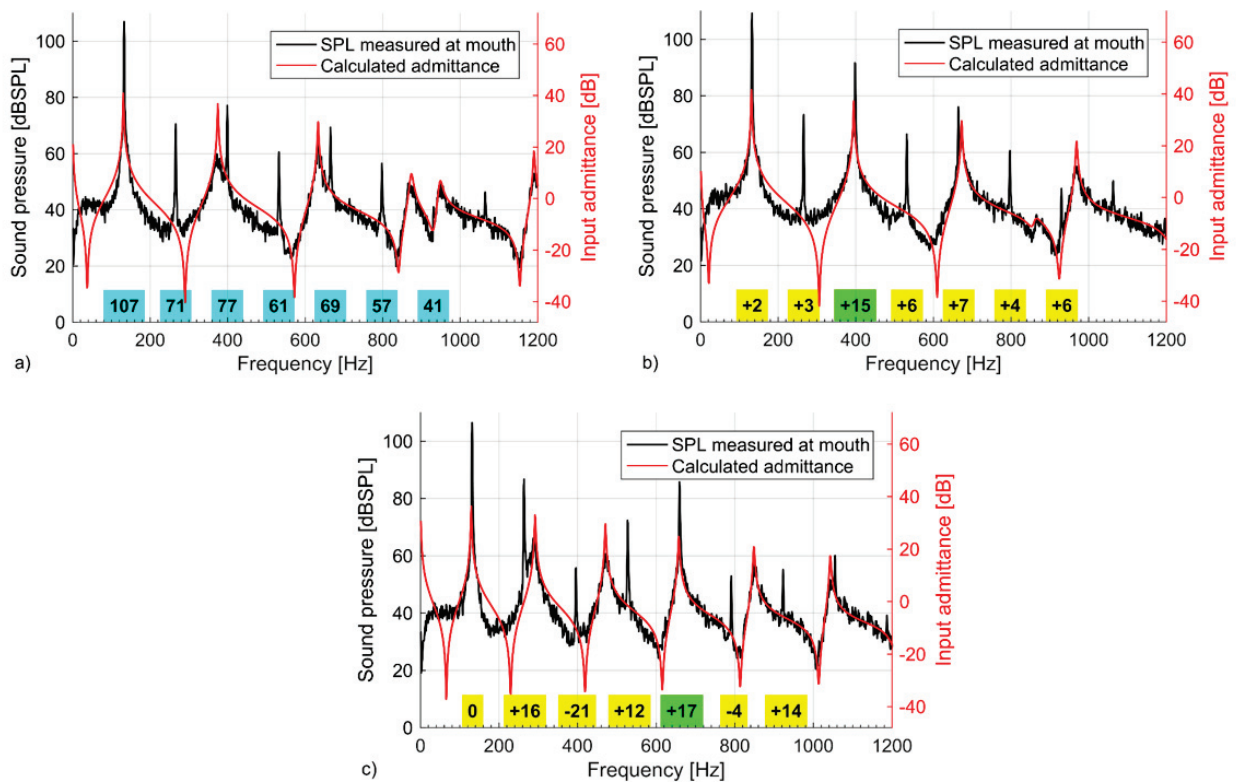 SPL measured at mouth
Calculated admittance
Sound pressure [dBSPL]
100
80
60
40
20
0
60
40
20
0
-20
-40
Input admittance [dB]
107 71 77 61 69 57 41
0 200 400 600 800 1000 1200
Frequency [Hz]
a)
SPL measured at mouth
Calculated admittance
Sound pressure [dBSPL]
100
80
60
40
20
0
60
40
20
0
-20
-40
Input admittance [dB]
+2 +3 +15 +6 +7 +4 +6
0 200 400 600 800 1000 1200
Frequency [Hz]
b)
SPL measured at mouth
Calculated admittance
Sound pressure [dBSPL]
100
80
60
40
20
0
60
40
20
0
-20
-40
Input admittance [dB]
0 +16 -21 +12 +17 -4 +14
0 200 400 600 800 1000 1200
Frequency [Hz]
c)